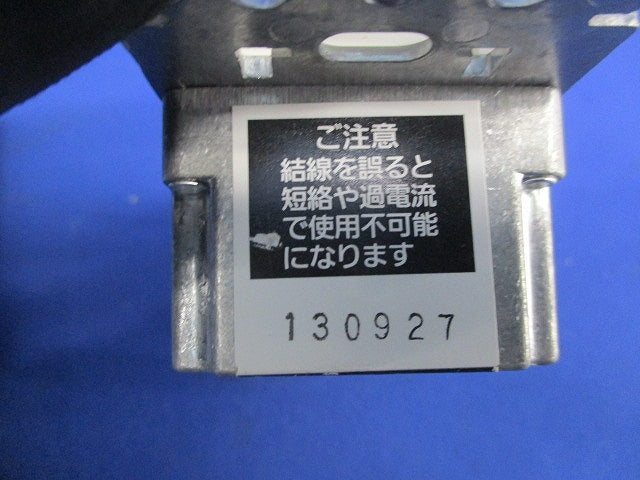 ご注意
結線を誤ると
短絡や過電流
で使用不可能
になります
130927